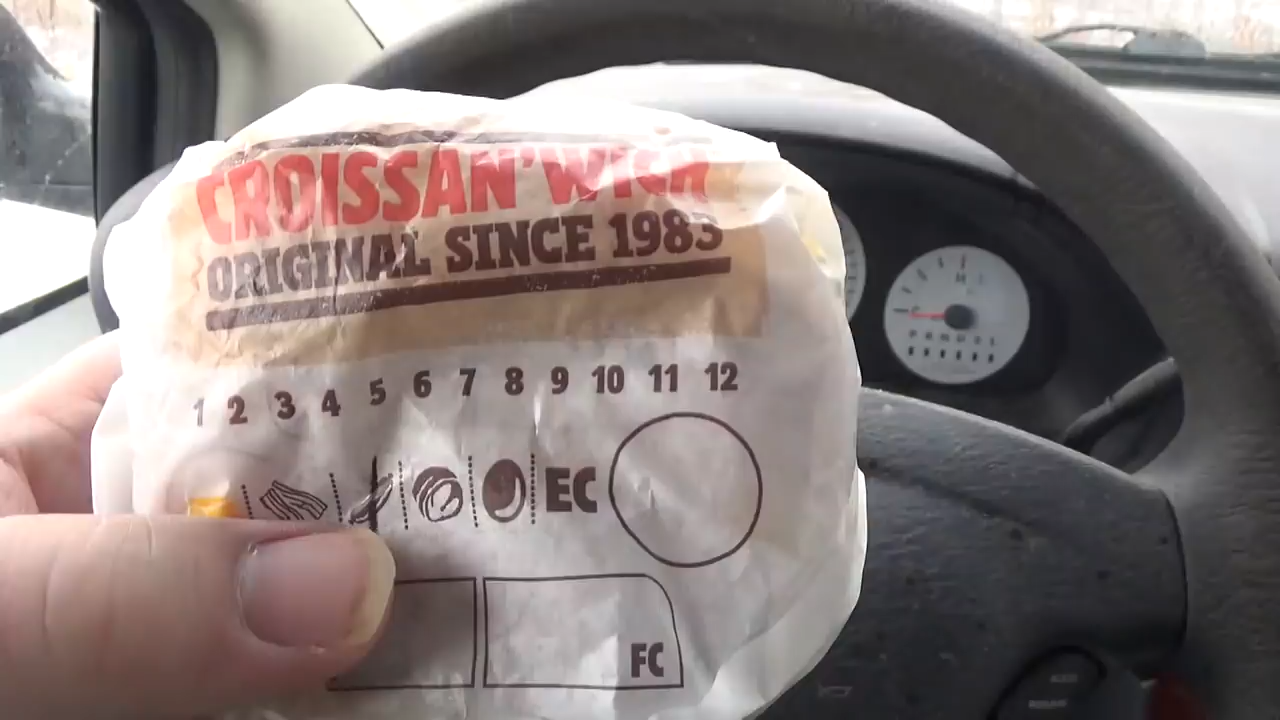 CROISSAN'WICH
ORIGINAL SINCE 1983
1 2 3 4 5 6 7 8 9 10 11 12
EC
FC